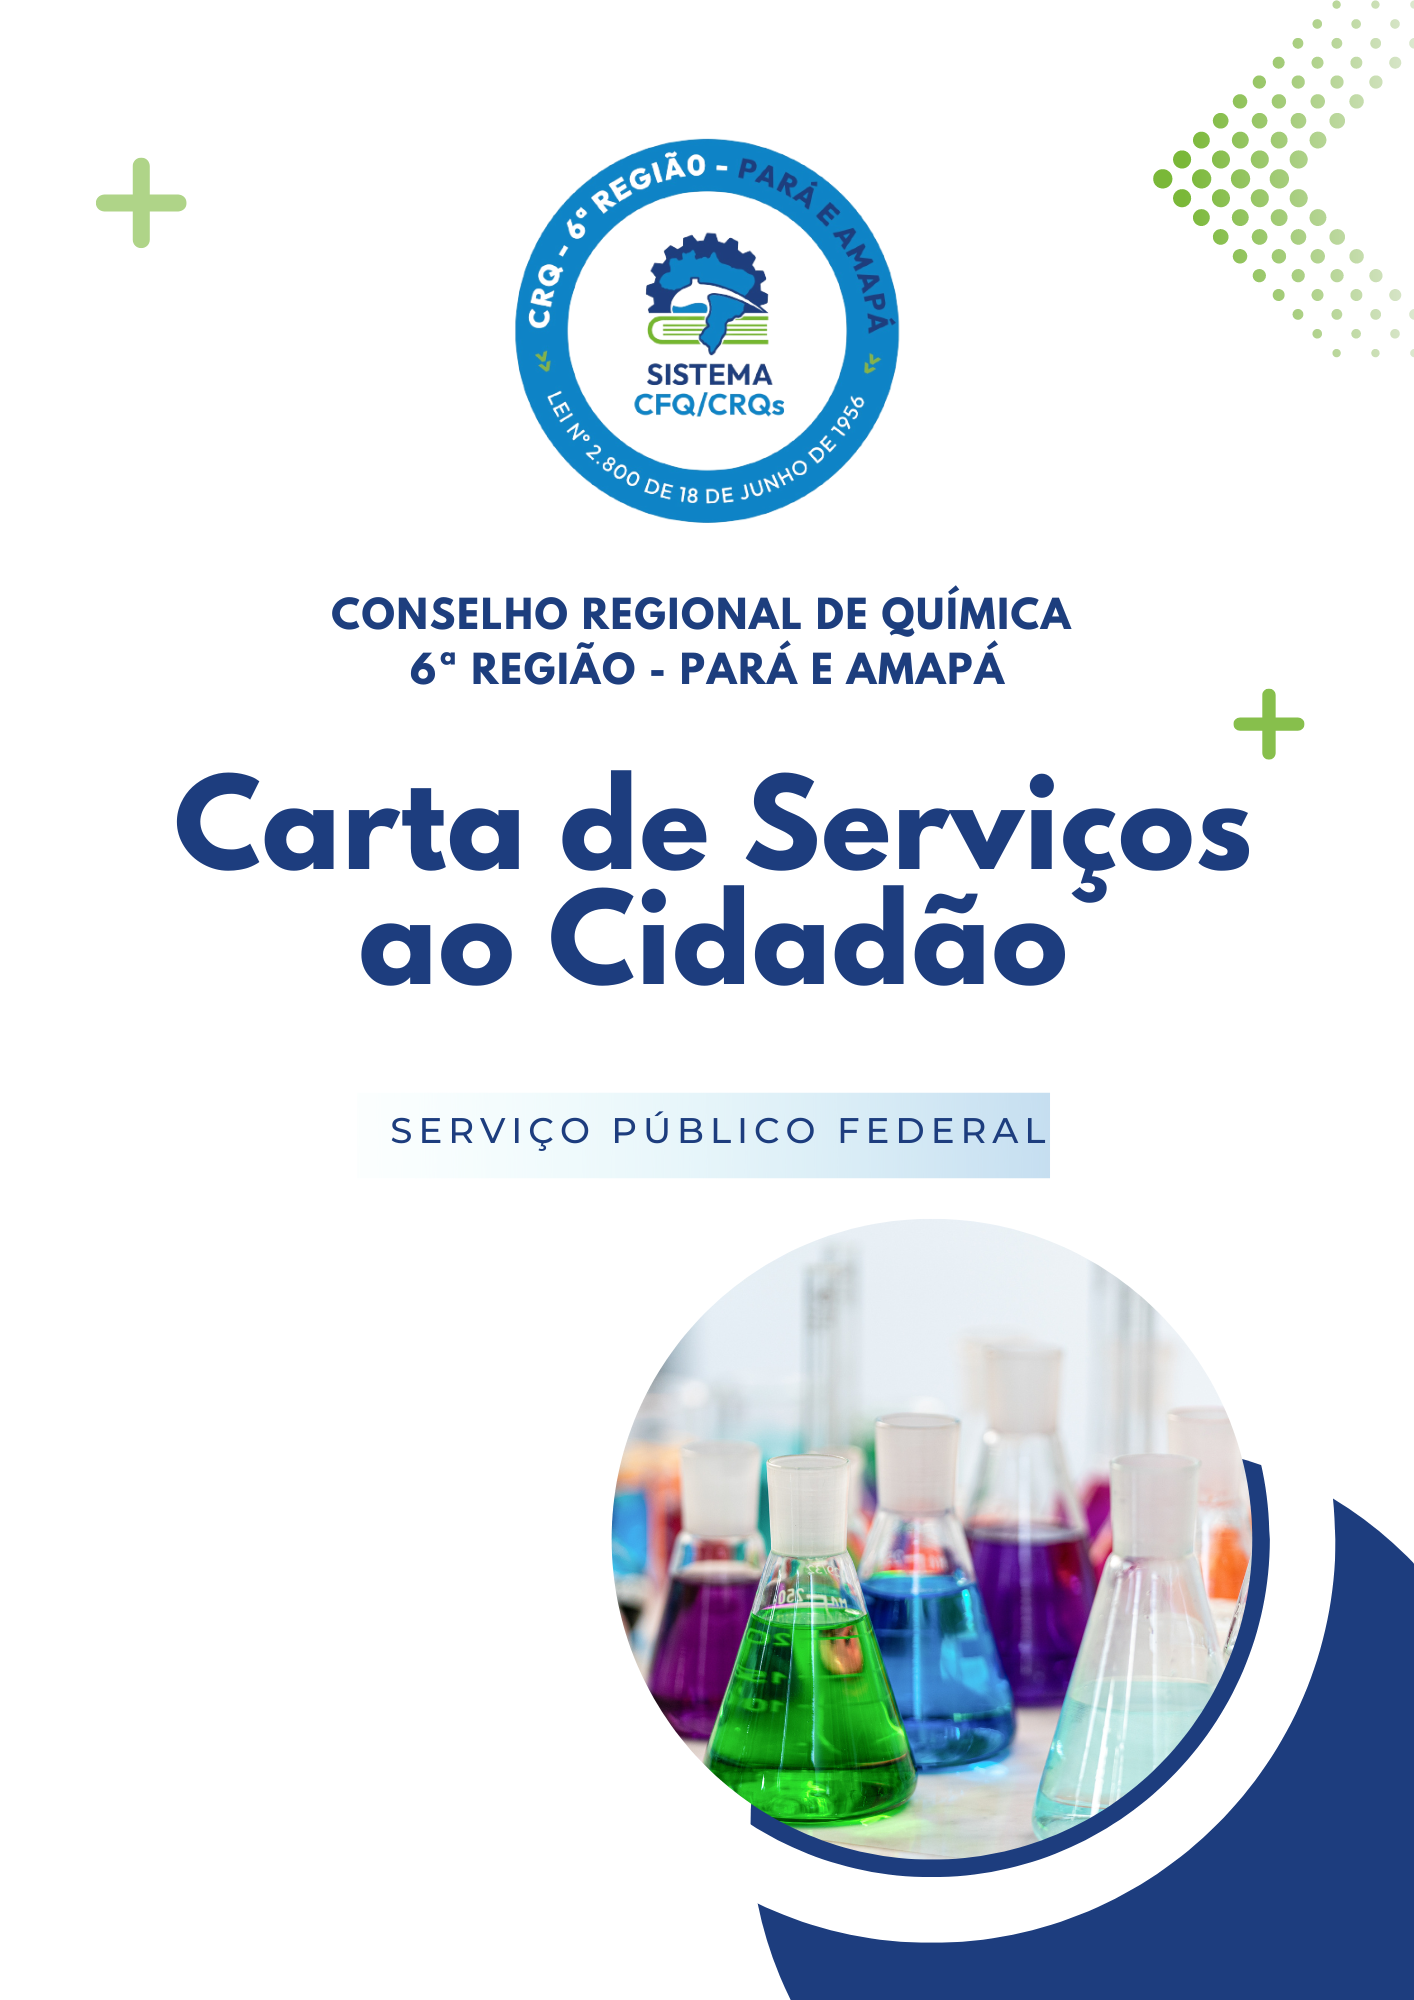 CRQ - 6ª REGIÃO - PARÁ E AMAPÁ
SISTEMA
CFQ/CRQs
LEI Nº 2.800 DE 18 DE JUNHO DE 1956
CONSELHO REGIONAL DE QUÍMICA
6ª REGIÃO - PARÁ E AMAPÁ
Carta de Serviços
ao Cidadão
SERVIÇO PÚBLICO FEDERAL